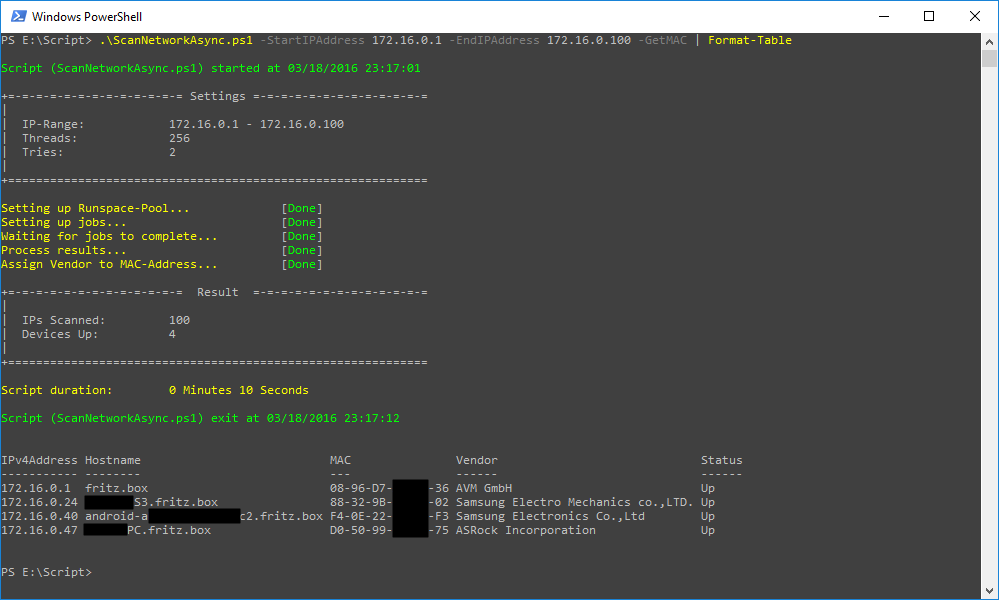 Windows PowerShell
PS E:\Script> .\ScanNetworkAsync.ps1 -StartIPAddress 172.16.0.1 -EndIPAddress 172.16.0.100 -GetMAC | Format-Table
Script (ScanNetworkAsync.ps1) started at 03/18/2016 23:17:01
+-=-=-=-=-=-=-=-=-=-=-=-=- Settings -=-=-=-=-=-=-=-=-=-=-=-=-=
|
|  IP-Range:            172.16.0.1 - 172.16.0.100
|  Threads:             256
|  Tries:               2
|
+============================================================
Setting up Runspace-Pool...             [Done]
Setting up jobs...                      [Done]
Waiting for jobs to complete...         [Done]
Process results...                      [Done]
Assign Vendor to MAC-Address...         [Done]
+-=-=-=-=-=-=-=-=-=-=-=-=-  Result  -=-=-=-=-=-=-=-=-=-=-=-=-=
|
|  IPs Scanned:         100
|  Devices Up:          4
|
+============================================================
Script duration:        0 Minutes 10 Seconds
Script (ScanNetworkAsync.ps1) exit at 03/18/2016 23:17:12
IPv4Address Hostname                           MAC               Vendor                             Status
----------- --------                           ---               ------                             ------
172.16.0.1  fritz.box                          08-96-D7- -36 AVM GmbH                           Up
172.16.0.24 S3.fritz.box                88-32-9B- -02 Samsung Electro Mechanics co.,LTD. Up
172.16.0.40 android-a c2.fritz.box F4-0E-22- -F3 Samsung Electronics Co.,Ltd        Up
172.16.0.47 PC.fritz.box                 D0-50-99- -75 ASRock Incorporation               Up
PS E:\Script>